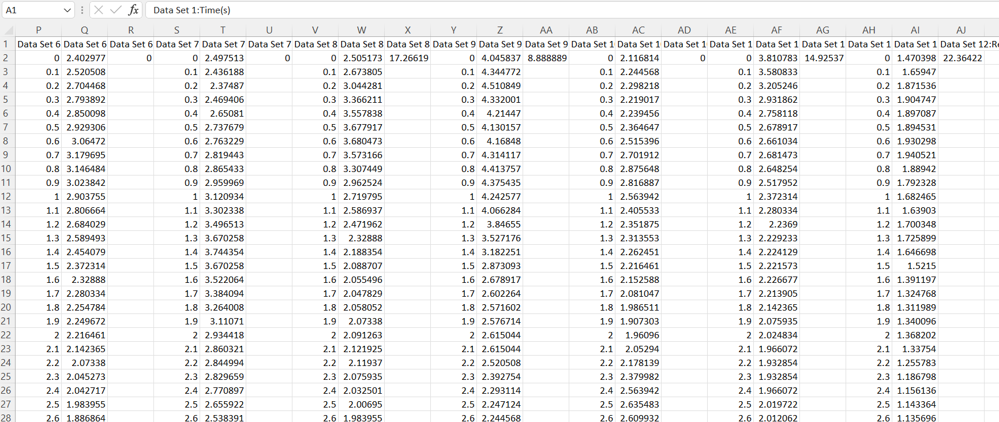 A1 fx Data Set 1:Time(s)
P Q R S T U V W X Y Z AA AB AC AD AE AF AG AH AI AJ
1 Data Set 6 Data Set 6 Data Set 6 Data Set 7 Data Set 7 Data Set 7 Data Set 8 Data Set 8 Data Set 8 Data Set 9 Data Set 9 Data Set 9 Data Set 1 Data Set 1 Data Set 1 Data Set 1 Data Set 1 Data Set 1 Data Set 1 Data Set 1 Data Set 12:Re
2 0 2.402977 0 0 2.497513 0 0 2.505173 17.26619 0 4.045837 8.888889 0 2.116814 0 0 3.810783 14.92537 0 1.470398 22.36422
3 0.1 2.520508 0.1 2.436188 0.1 2.673805 0.1 4.344772 0.1 2.244568 0.1 3.580833 0.1 1.65947
4 0.2 2.704468 0.2 2.37487 0.2 3.044281 0.2 4.510849 0.2 2.298218 0.2 3.205246 0.2 1.871536
5 0.3 2.793892 0.3 2.469406 0.3 3.366211 0.3 4.332001 0.3 2.219017 0.3 2.931862 0.3 1.904747
6 0.4 2.850098 0.4 2.65081 0.4 3.557838 0.4 4.21447 0.4 2.239456 0.4 2.758118 0.4 1.897087
7 0.5 2.929306 0.5 2.737679 0.5 3.677917 0.5 4.130157 0.5 2.364647 0.5 2.678917 0.5 1.894531
8 0.6 3.06472 0.6 2.763229 0.6 3.680473 0.6 4.16848 0.6 2.515396 0.6 2.661034 0.6 1.930298
9 0.7 3.179695 0.7 2.819443 0.7 3.573166 0.7 4.314117 0.7 2.701912 0.7 2.681473 0.7 1.940521
10 0.8 3.146484 0.8 2.865433 0.8 3.307449 0.8 4.413757 0.8 2.875648 0.8 2.648254 0.8 1.88942
11 0.9 3.023842 0.9 2.959969 0.9 2.962524 0.9 4.375435 0.9 2.816887 0.9 2.517952 0.9 1.792328
12 1 2.903755 1 3.120934 1 2.719795 1 4.242577 1 2.563942 1 2.372314 1 1.682465
13 1.1 2.806664 1.1 3.302338 1.1 2.586937 1.1 4.066284 1.1 2.405533 1.1 2.280334 1.1 1.63903
14 1.2 2.684029 1.2 3.496513 1.2 2.471962 1.2 3.84655 1.2 2.351875 1.2 2.2369 1.2 1.700348
15 1.3 2.589493 1.3 3.670258 1.3 2.32888 1.3 3.527176 1.3 2.313553 1.3 2.229233 1.3 1.725899
16 1.4 2.454079 1.4 3.744354 1.4 2.188354 1.4 3.182251 1.4 2.262451 1.4 2.224129 1.4 1.646698
17 1.5 2.372314 1.5 3.670258 1.5 2.088707 1.5 2.873093 1.5 2.216461 1.5 2.221573 1.5 1.5215
18 1.6 2.32888 1.6 3.522064 1.6 2.055496 1.6 2.678917 1.6 2.152588 1.6 2.226677 1.6 1.391197
19 1.7 2.280334 1.7 3.384094 1.7 2.047829 1.7 2.602264 1.7 2.081047 1.7 2.213905 1.7 1.324768
20 1.8 2.254784 1.8 3.264008 1.8 2.058052 1.8 2.571602 1.8 1.986511 1.8 2.142365 1.8 1.311989
21 1.9 2.249672 1.9 3.11071 1.9 2.07338 1.9 2.576714 1.9 1.907303 1.9 2.075935 1.9 1.340096
22 2 2.216461 2 2.934418 2 2.091263 2 2.615044 2 1.96096 2 2.024834 2 1.368202
23 2.1 2.142365 2.1 2.860321 2.1 2.121925 2.1 2.615044 2.1 2.05294 2.1 1.966072 2.1 1.33754
24 2.2 2.07338 2.2 2.844994 2.2 2.11937 2.2 2.520508 2.2 2.178139 2.2 1.932854 2.2 1.255783
25 2.3 2.045273 2.3 2.829659 2.3 2.075935 2.3 2.392754 2.3 2.379982 2.3 1.932854 2.3 1.186798
26 2.4 2.042717 2.4 2.770897 2.4 2.032501 2.4 2.293114 2.4 2.563942 2.4 1.966072 2.4 1.156136
27 2.5 1.983955 2.5 2.655922 2.5 2.00695 2.5 2.247124 2.5 2.635483 2.5 2.019722 2.5 1.143364
28 2.6 1.886864 2.6 2.538391 2.6 1.983955 2.6 2.244568 2.6 2.609932 2.6 2.012062 2.6 1.135696